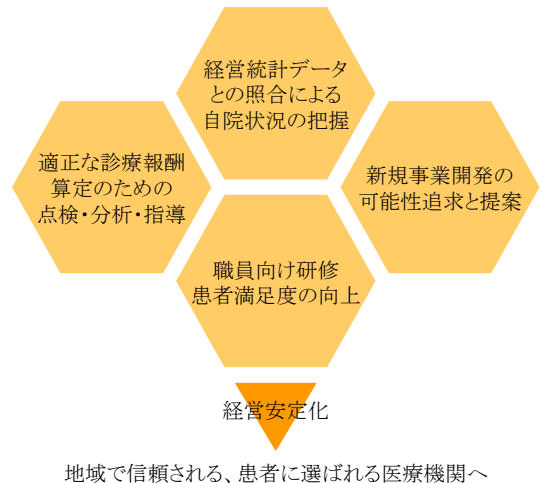 経営統計データ
との照合による
自院状況の把握
適正な診療報酬
算定のための
点検・分析・指導
新規事業開発の
可能性追求と提案
職員向け研修
患者満足度の向上
経営安定化
地域で信頼される、患者に選ばれる医療機関へ